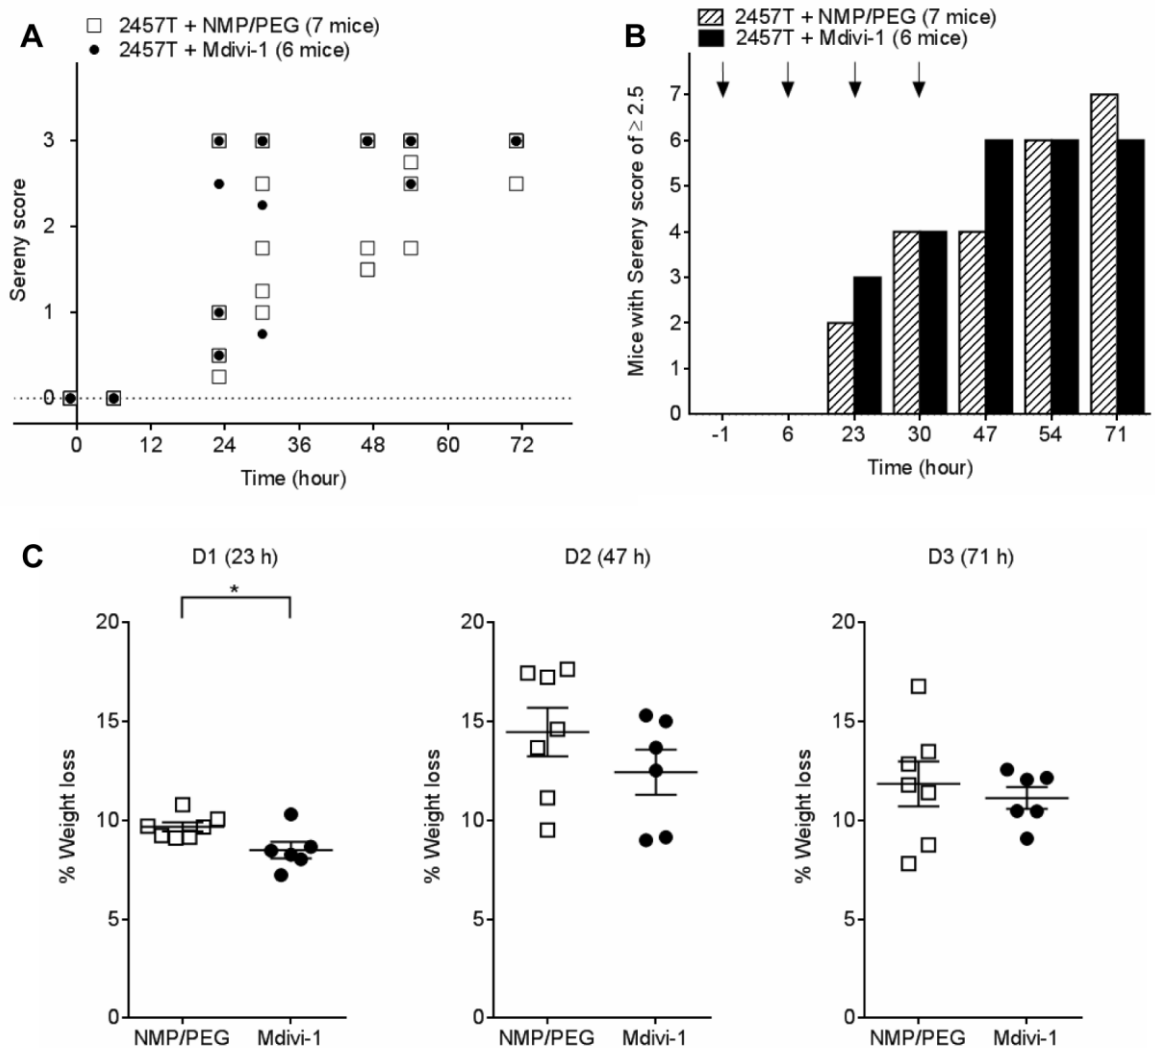 A
2457T + NMP/PEG (7 mice)
2457T + Mdivi-1 (6 mice)
Sereny score
3
2
1
0
0 12 24 36 48 60 72
Time (hour)
B
2457T + NMP/PEG (7 mice)
2457T + Mdivi-1 (6 mice)
Mice with Sereny score of ≥ 2.5
7
6
5
4
3
2
1
0
-1 6 23 30 47 54 71
Time (hour)
C
D1 (23 h)
*
% Weight loss
20
15
10
5
0
NMP/PEG Mdivi-1
D2 (47 h)
% Weight loss
20
15
10
5
0
NMP/PEG Mdivi-1
D3 (71 h)
% Weight loss
20
15
10
5
0
NMP/PEG Mdivi-1